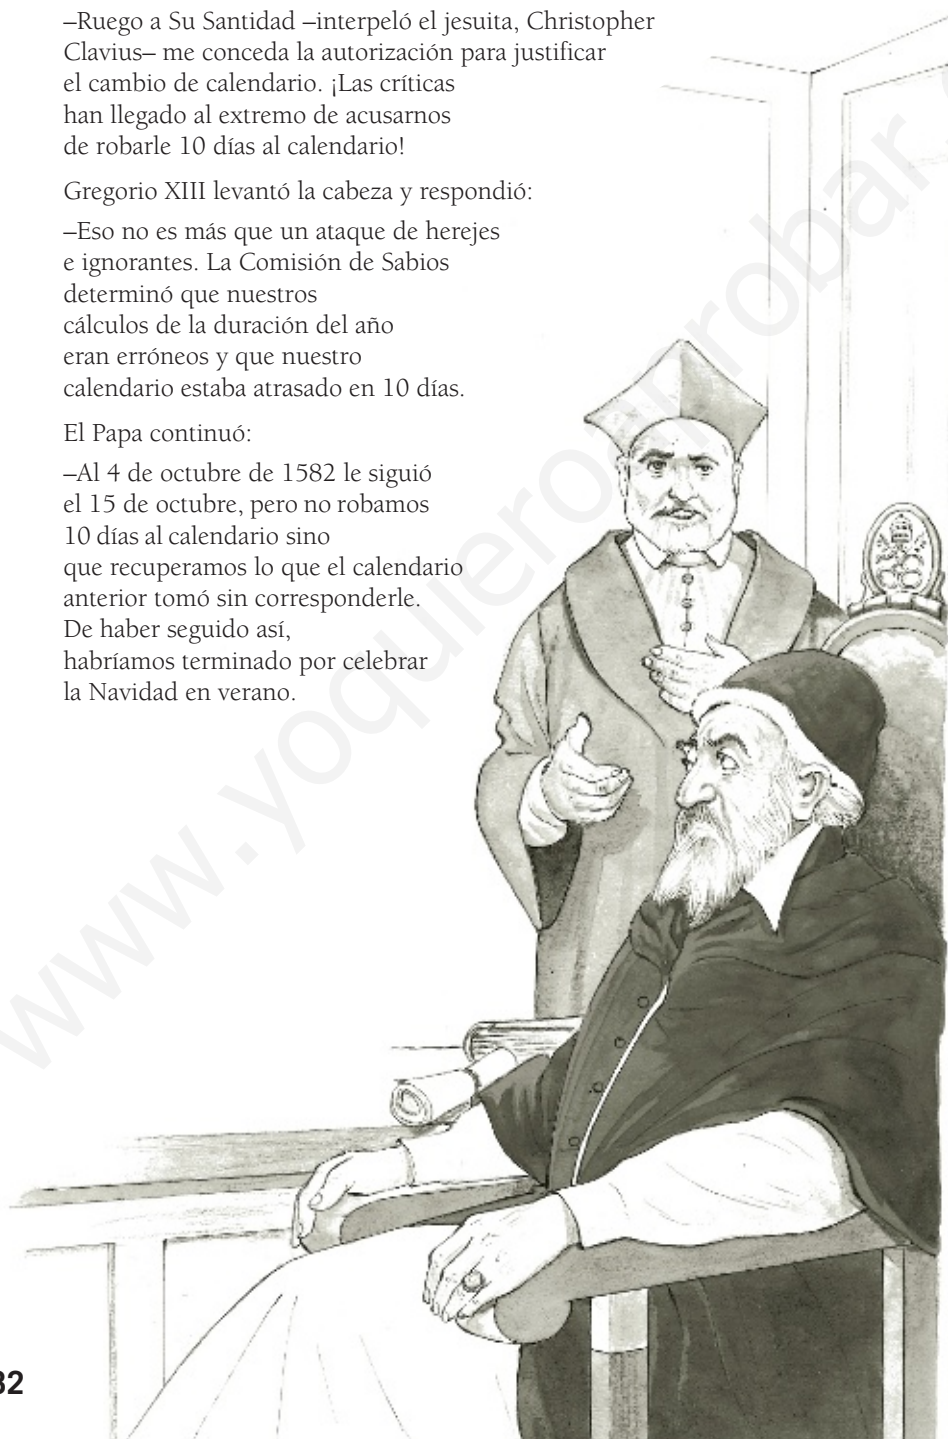 –Ruego a Su Santidad –interpeló el jesuita, Christopher
Clavius– me conceda la autorización para justificar
el cambio de calendario. ¡Las críticas
han llegado al extremo de acusarnos
de robarle 10 días al calendario!
Gregorio XIII levantó la cabeza y respondió:
–Eso no es más que un ataque de herejes
e ignorantes. La Comisión de Sabios
determinó que nuestros
cálculos de la duración del año
eran erróneos y que nuestro
calendario estaba atrasado en 10 días.
El Papa continuó:
–Al 4 de octubre de 1582 le siguió
el 15 de octubre, pero no robamos
10 días al calendario sino
que recuperamos lo que el calendario
anterior tomó sin corresponderle.
De haber seguido así,
habríamos terminado por celebrar
la Navidad en verano.
www.yoquieroaprobar
32